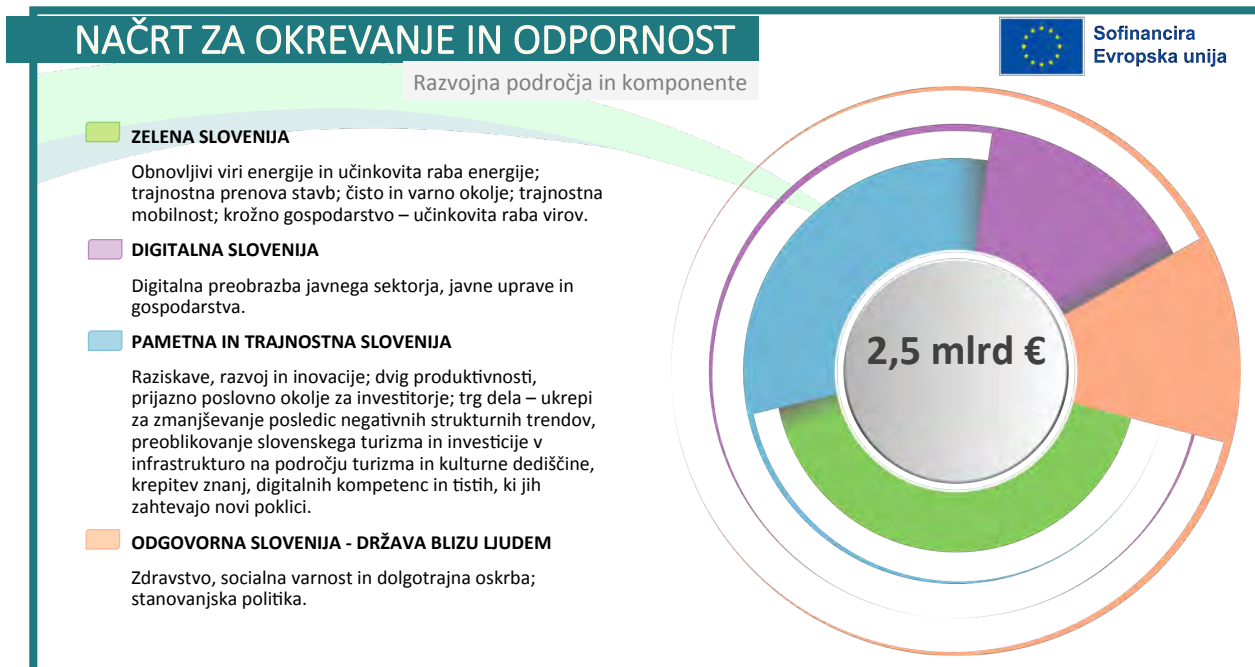 NAČRT ZA OKREVANJE IN ODPORNOST
Razvojna področja in komponente
Sofinancira
Evropska unija
ZELENA SLOVENIJA
Obnovljivi viri energije in učinkovita raba energije;
trajnostna prenova stavb; čisto in varno okolje; trajnostna
mobilnost; krožno gospodarstvo – učinkovita raba virov.
DIGITALNA SLOVENIJA
Digitalna preobrazba javnega sektorja, javne uprave in
gospodarstva.
PAMETNA IN TRAJNOSTNA SLOVENIJA
Raziskave, razvoj in inovacije; dvig produktivnosti,
prijazno poslovno okolje za investitorje; trg dela – ukrepi
za zmanjševanje posledic negativnih strukturnih trendov,
preoblikovanje slovenskega turizma in investicije v
infrastrukturo na področju turizma in kulturne dediščine,
krepitev znanj, digitalnih kompetenc in tistih, ki jih
zahtevajo novi poklici.
ODGOVORNA SLOVENIJA - DRŽAVA BLIZU LJUDEM
Zdravstvo, socialna varnost in dolgotrajna oskrba;
stanovanjska politika.
2,5 mlrd €